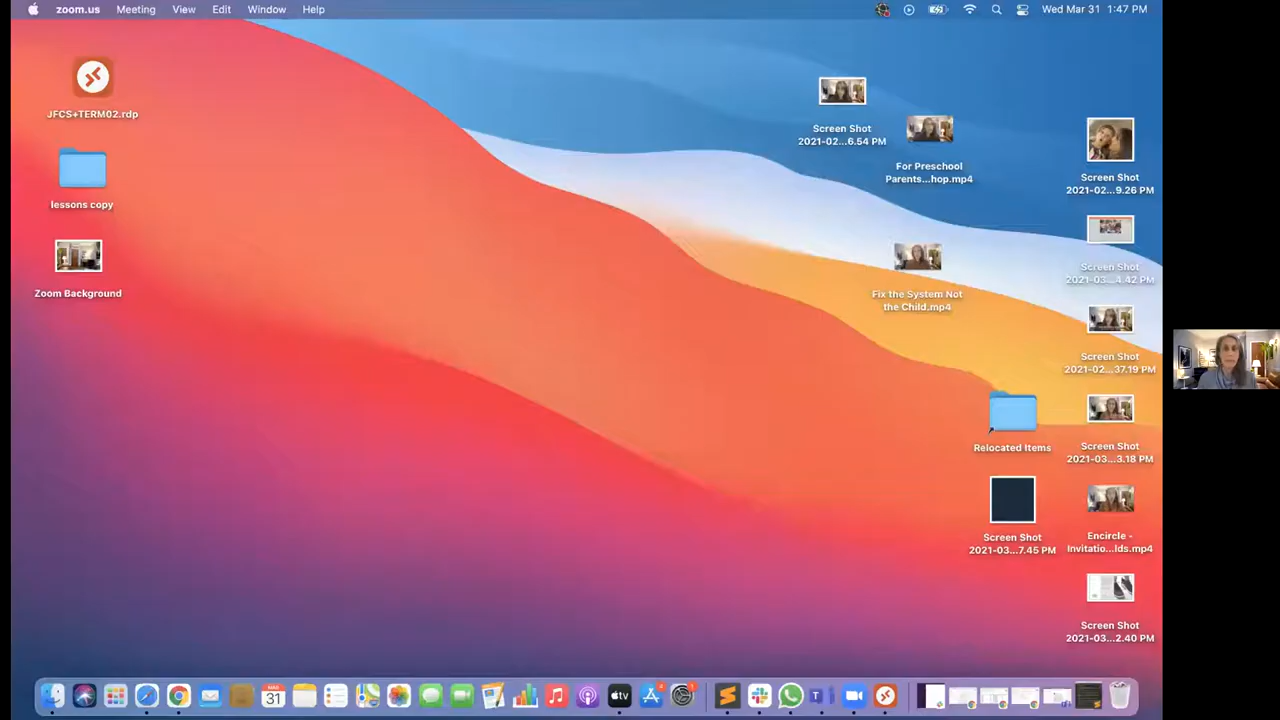 zoom.us Meeting View Edit Window Help Wed Mar 31 1:47 PM
JFCS+TERM02.rdp
lessons copy
Zoom Background
Screen Shot
2021-02...6.54 PM
For Preschool
Parents...hop.mp4
Screen Shot
2021-02...9.26 PM
Fix the System Not
the Child.mp4
Screen Shot
2021-03...4.42 PM
Screen Shot
2021-02...37.19 PM
Relocated Items
Screen Shot
2021-03...3.18 PM
Screen Shot
2021-03...7.45 PM
Encircle -
Invitatio...lds.mp4
Screen Shot
2021-03...2.40 PM
31
tv